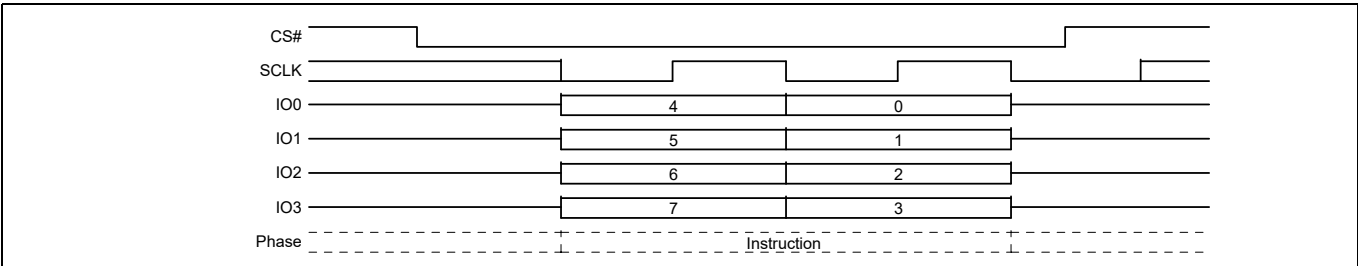 CS#
SCLK
IO0 4 0
IO1 5 1
IO2 6 2
IO3 7 3
Phase Instruction